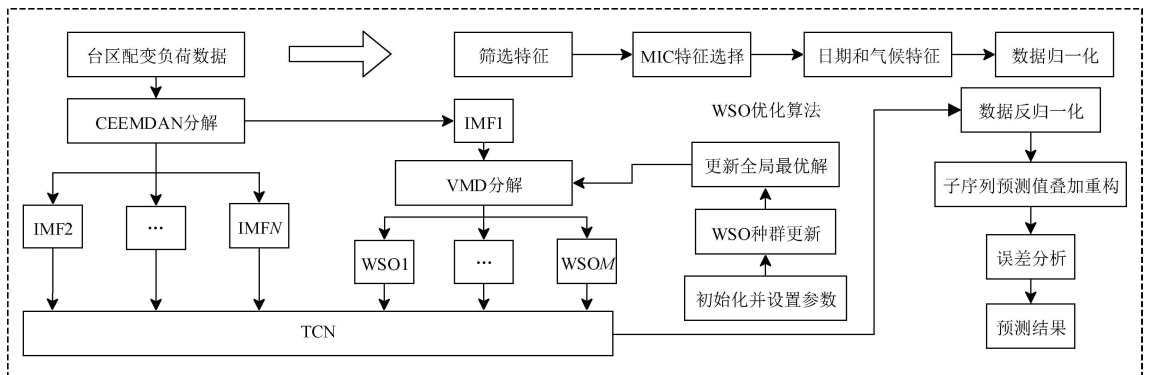 台区配变负荷数据
筛选特征
MIC特征选择
日期和气候特征
数据归一化
CEEMDAN分解
IMF1
WSO优化算法
数据反归一化
VMD分解
更新全局最优解
子序列预测值叠加重构
IMF2
...
IMFN
WSO种群更新
WSO1
...
WSOM
误差分析
初始化并设置参数
TCN
预测结果